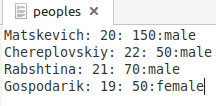 peoples
Matskevich: 20: 150:male
Chereplovskiy: 22: 50:male
Rabshtina: 21: 70:male
Gospodarik: 19: 50:female